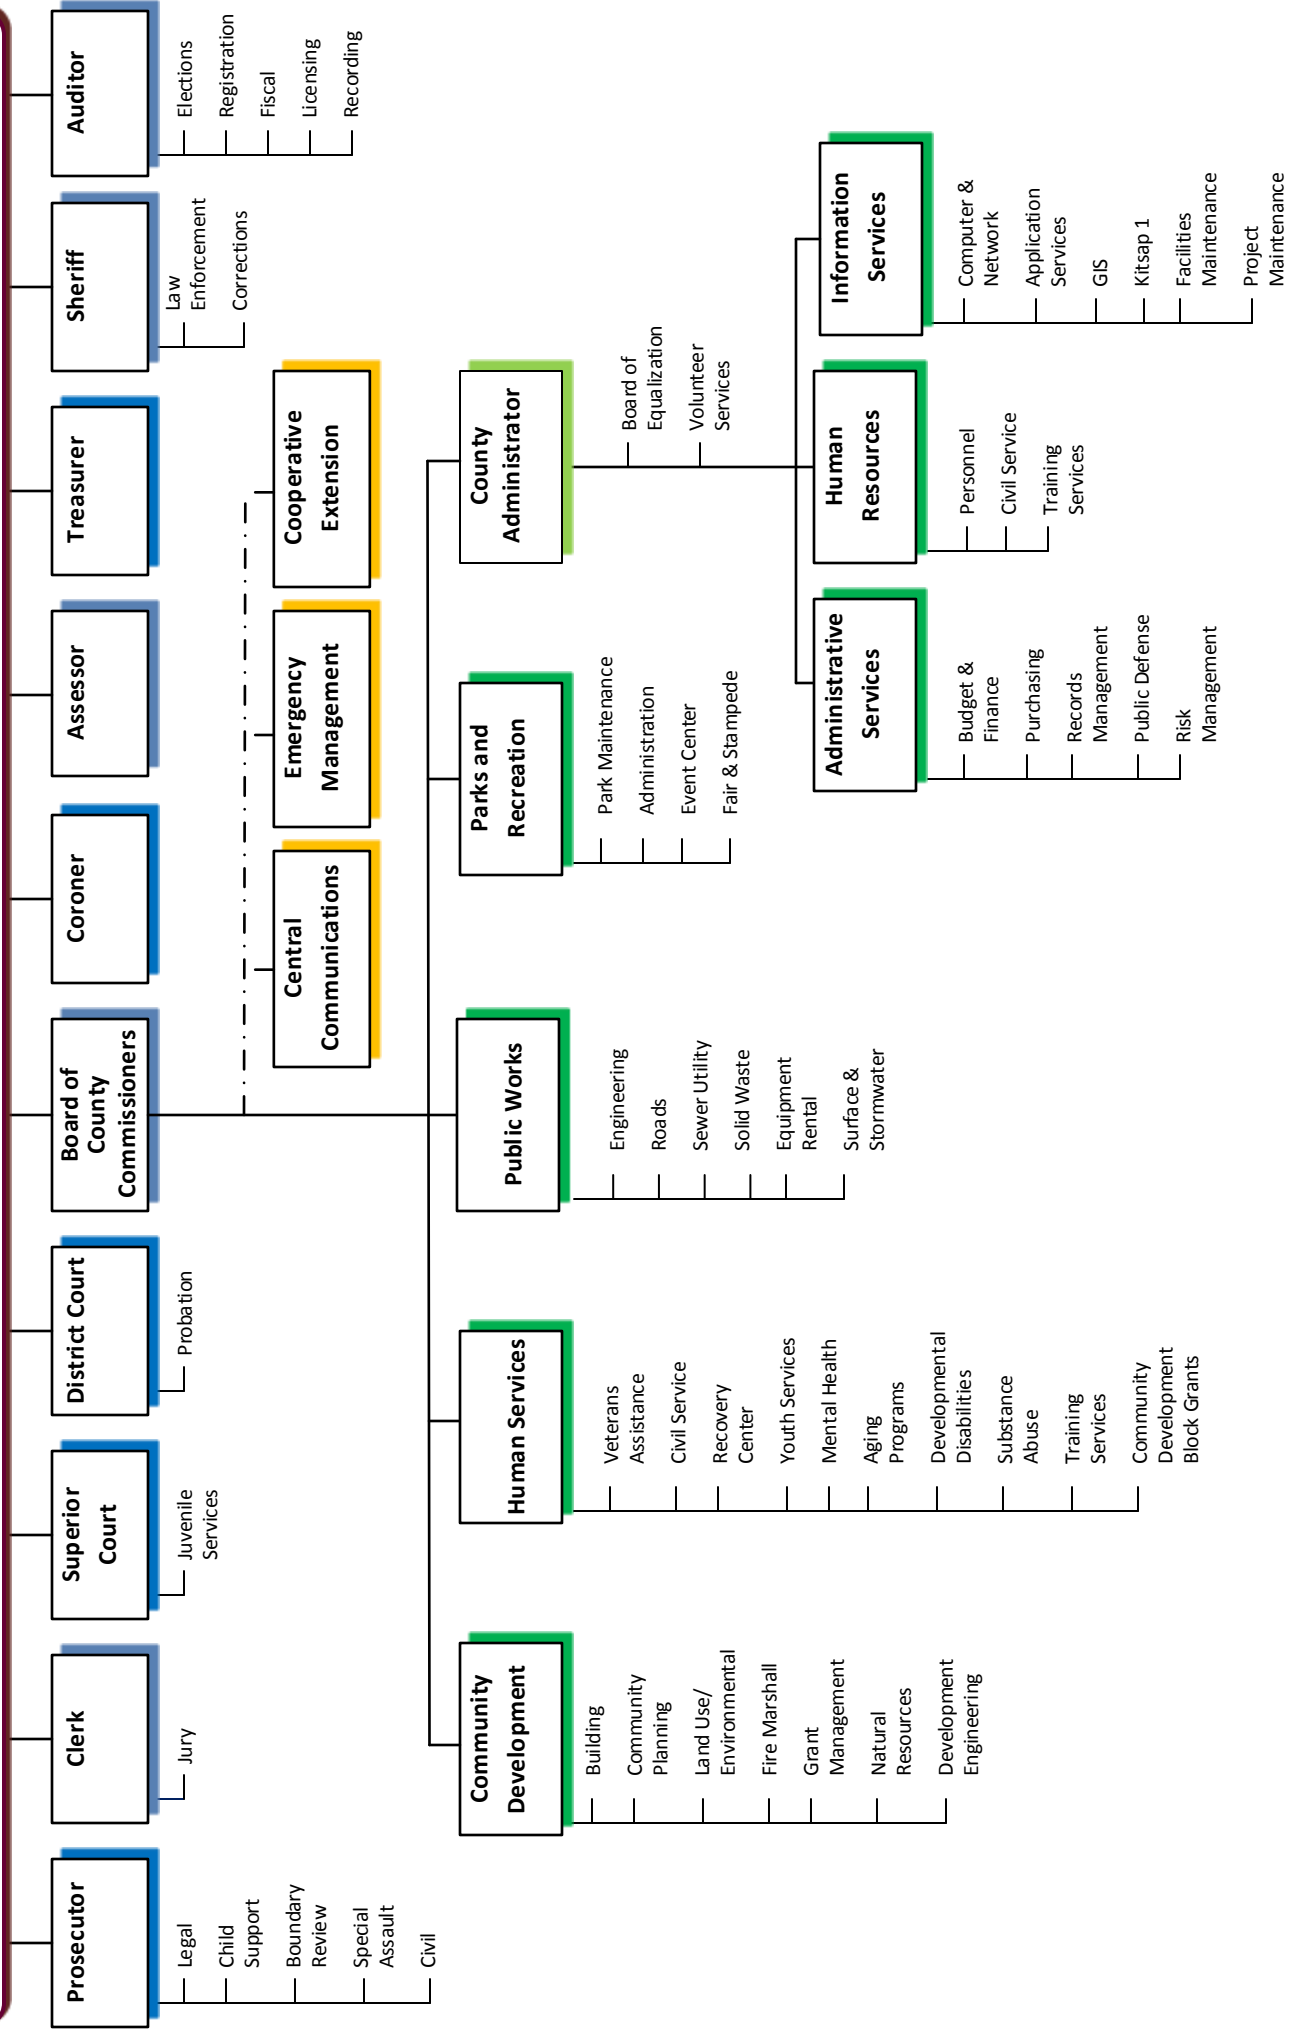 Prosecutor
Legal
Child
Support
Boundary
Review
Special
Assault
Civil
Clerk
Jury
Superior
Court
Juvenile
Services
District Court
Probation
Board of
County
Commissioners
Coroner
Assessor
Treasurer
Sheriff
Law
Enforcement
Corrections
Auditor
Elections
Registration
Fiscal
Licensing
Recording
Central
Communications
Emergency
Management
Cooperative
Extension
Community
Development
Building
Community
Planning
Land Use/
Environmental
Fire Marshall
Grant
Management
Natural
Resources
Development
Engineering
Human Services
Veterans
Assistance
Civil Service
Recovery
Center
Youth Services
Mental Health
Aging
Programs
Developmental
Disabilities
Substance
Abuse
Training
Services
Community
Development
Block Grants
Public Works
Engineering
Roads
Sewer Utility
Solid Waste
Equipment
Rental
Surface &
Stormwater
Parks and
Recreation
Park Maintenance
Administration
Event Center
Fair & Stampede
County
Administrator
Board of
Equalization
Volunteer
Services
Administrative
Services
Budget &
Finance
Purchasing
Records
Management
Public Defense
Risk
Management
Human
Resources
Personnel
Civil Service
Training
Services
Information
Services
Computer &
Network
Application
Services
GIS
Kitsap 1
Facilities
Maintenance
Project
Maintenance